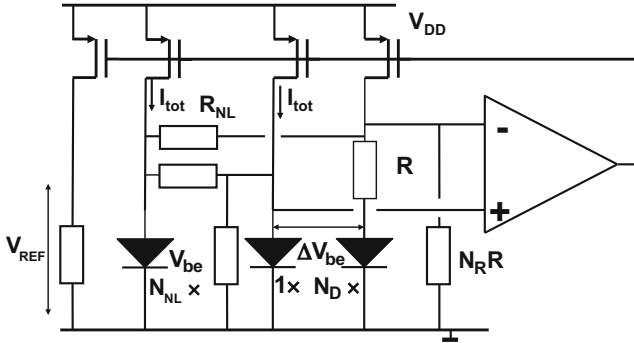 V_DD
I_tot
R_NL
I_tot
-
R
+
V_REF
V_be
ΔV_be
N_R R
N_NL ×
1×
N_D ×